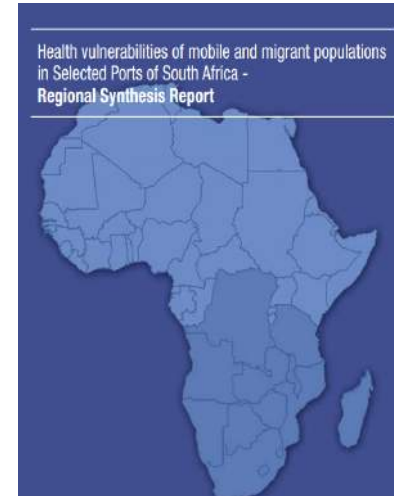 Health vulnerabilities of mobile and migrant populations
in Selected Ports of South Africa -
Regional Synthesis Report